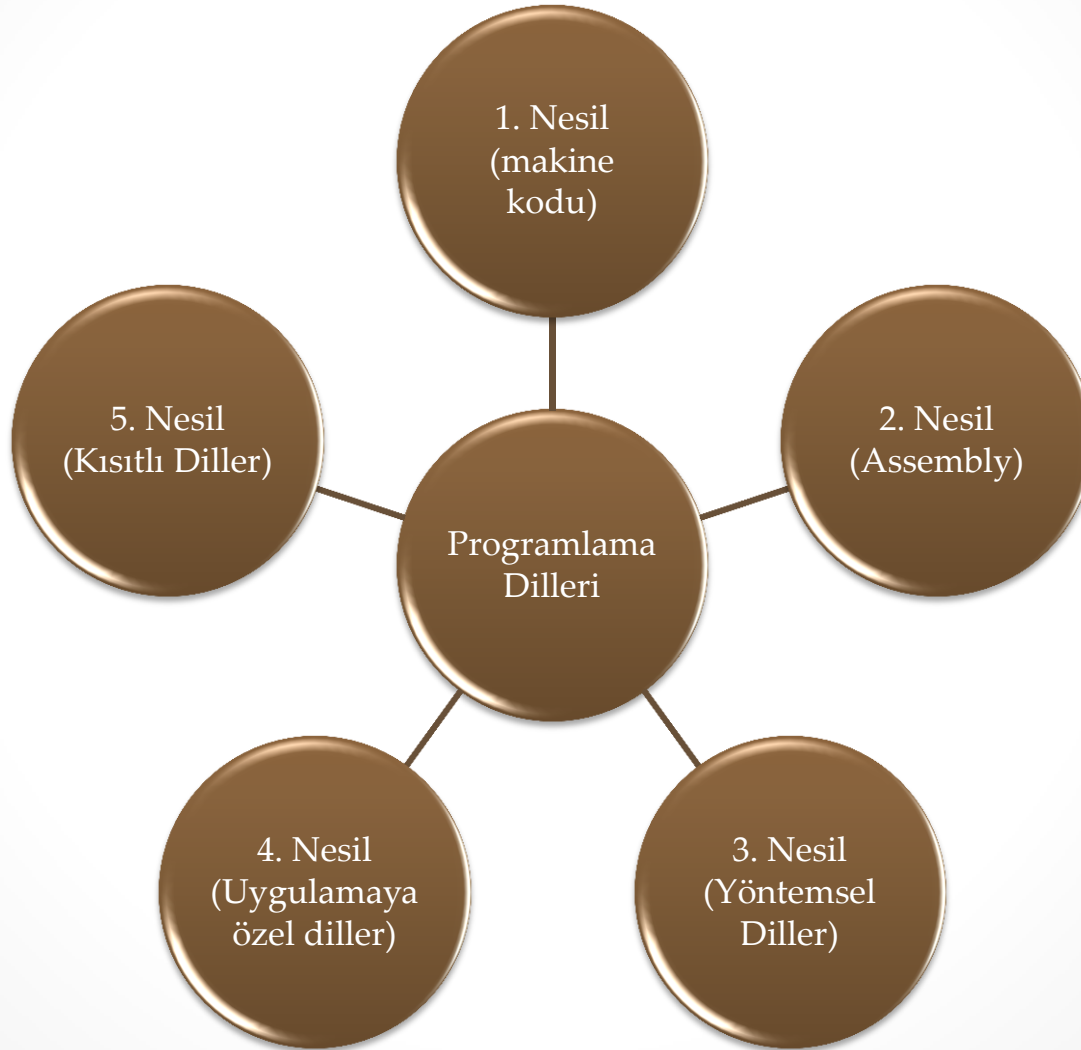 1. Nesil
(makine
kodu)
2. Nesil
(Assembly)
3. Nesil
(Yöntemsel
Diller)
4. Nesil
(Uygulamaya
özel diller)
5. Nesil
(Kısıtlı Diller)
Programlama
Dilleri